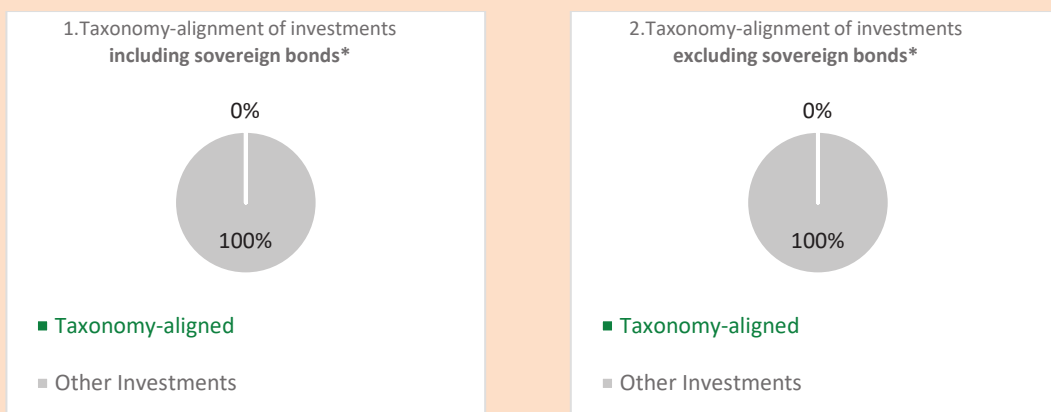 1.Taxonomy-alignment of investments
including sovereign bonds*
0%
100%
Taxonomy-aligned
Other Investments
2.Taxonomy-alignment of investments
excluding sovereign bonds*
0%
100%
Taxonomy-aligned
Other Investments